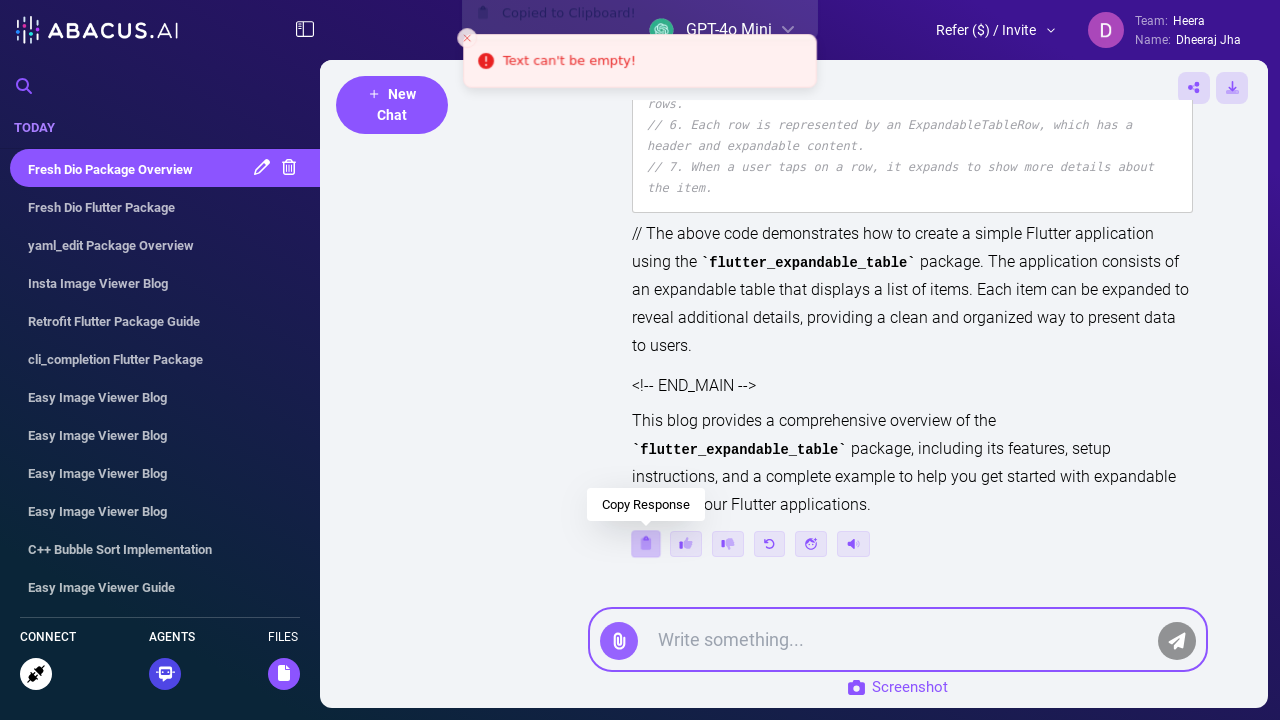 ABACUS.AI
Copied to Clipboard!
GPT-4o Mini
Refer ($) / Invite
D
Team: Heera
Name: Dheeraj Jha
Text can't be empty!
TODAY
Fresh Dio Package Overview
Fresh Dio Flutter Package
yaml_edit Package Overview
Insta Image Viewer Blog
Retrofit Flutter Package Guide
cli_completion Flutter Package
Easy Image Viewer Blog
Easy Image Viewer Blog
Easy Image Viewer Blog
Easy Image Viewer Blog
C++ Bubble Sort Implementation
Easy Image Viewer Guide
CONNECT
AGENTS
FILES
+ New
Chat
rows.
// 6. Each row is represented by an ExpandableTableRow, which has a
header and expandable content.
// 7. When a user taps on a row, it expands to show more details about
the item.
// The above code demonstrates how to create a simple Flutter application
using the `flutter_expandable_table` package. The application consists of
an expandable table that displays a list of items. Each item can be expanded to
reveal additional details, providing a clean and organized way to present data
to users.
<!-- END_MAIN -->
This blog provides a comprehensive overview of the
`flutter_expandable_table` package, including its features, setup
instructions, and a complete example to help you get started with expandable
our Flutter applications.
Copy Response
Write something...
Screenshot